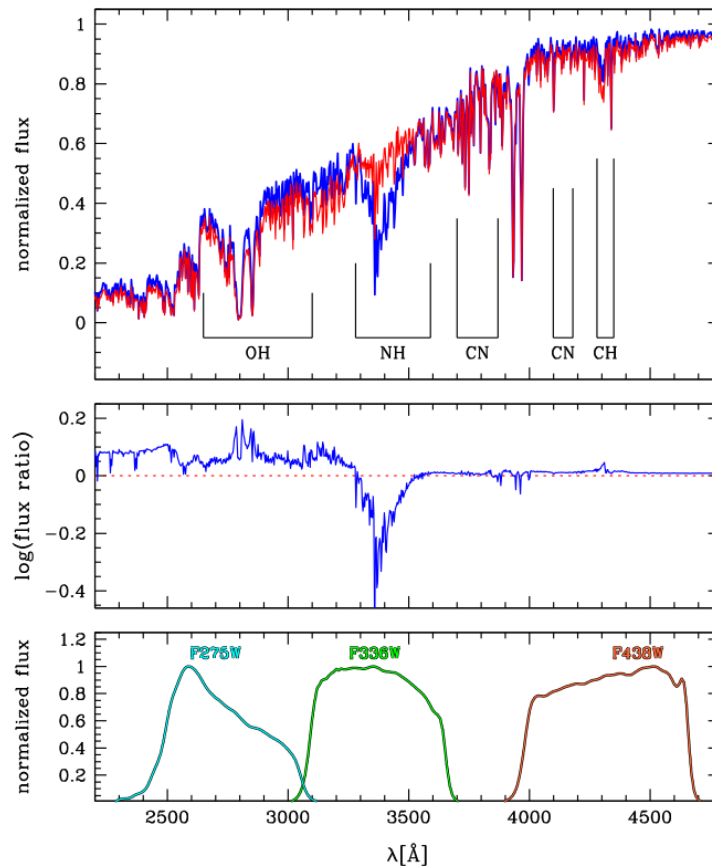 normalized flux
1
0.8
0.6
0.4
0.2
0
OH
NH
CN
CN
CH
log(flux ratio)
0.2
0
−0.2
−0.4
normalized flux
1.2
1
0.8
0.6
0.4
0.2
F275W
F336W
F438W
2500
3000
3500
4000
4500
λ[Å]